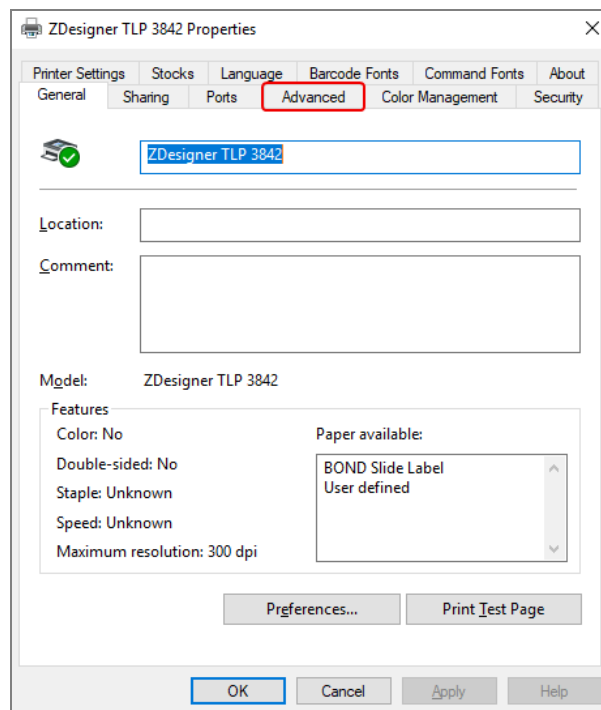 ZDesigner TLP 3842 Properties
Printer Settings Stocks Language Barcode Fonts Command Fonts About
General Sharing Ports Advanced Color Management Security
ZDesigner TLP 3842
Location:
Comment:
Model: ZDesigner TLP 3842
Features
Color: No
Paper available:
Double-sided: No
BOND Slide Label
User defined
Staple: Unknown
Speed: Unknown
Maximum resolution: 300 dpi
Preferences... Print Test Page
OK Cancel Apply Help